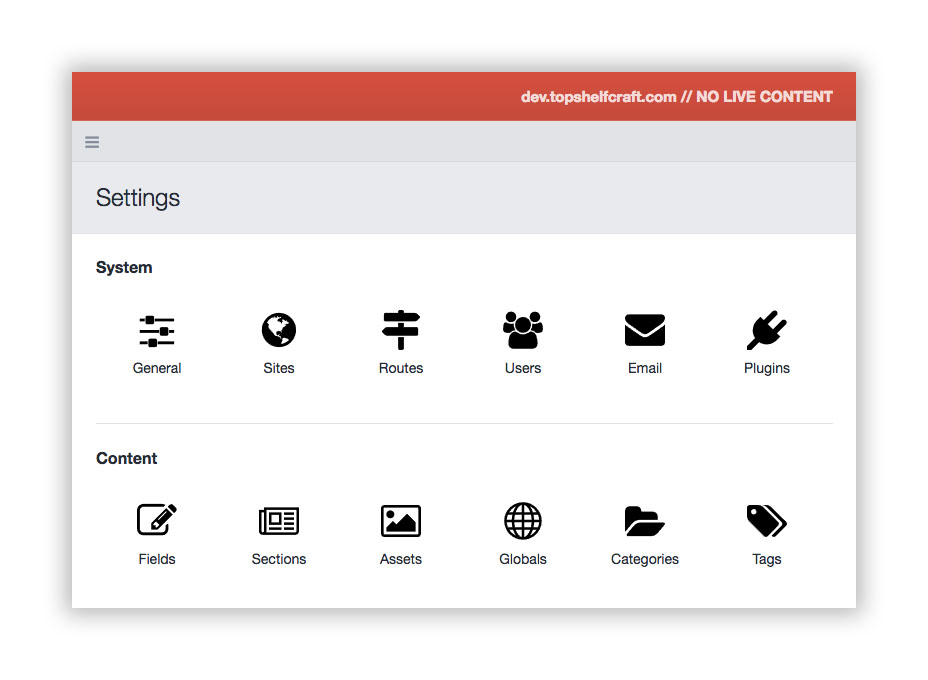 dev.topshelfcraft.com // NO LIVE CONTENT
Settings
System
General Sites Routes Users Email Plugins
Content
Fields Sections Assets Globals Categories Tags